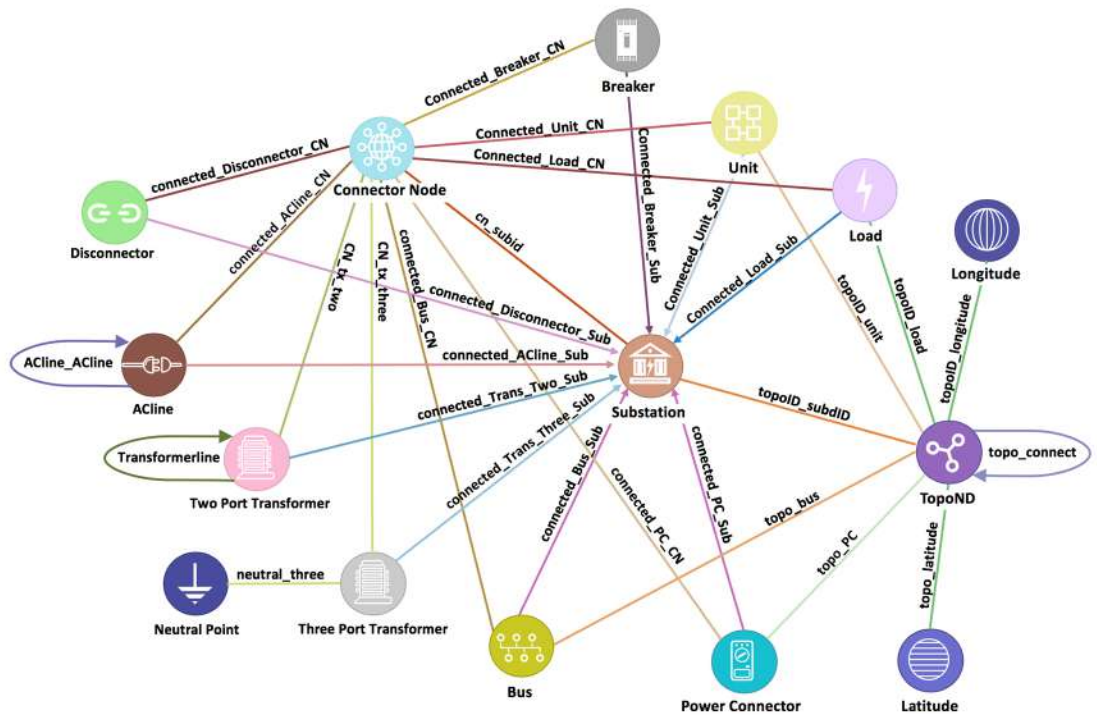 Connected_Breaker_CN
Breaker
Connected_Unit_CN
Connected_Load_CN
Unit
connected_Disconnector_CN
Connector Node
Connected_Breaker_Sub
Connected_Unit_Sub
Load
Longitude
Disconnector
connected_ACline_CN
CN_tx_two
CN_tx_three
connected_Bus_CN
cn_subid
Connected_Load_Sub
topoID_unit
topoID_load
topoID_longitude
connected_Disconnector_Sub
ACline_ACline
connected_ACline_Sub
ACline
Substation
topoID_subdID
connected_Trans_Two_Sub
Transformerline
connected_Trans_Three_Sub
topo_connect
Two Port Transformer
TopoND
connected_Bus_Sub
connected_PC_CN
connected_PC_Sub
topo_bus
topo_PC
topo_latitude
neutral_three
Neutral Point
Three Port Transformer
Bus
Power Connector
Latitude